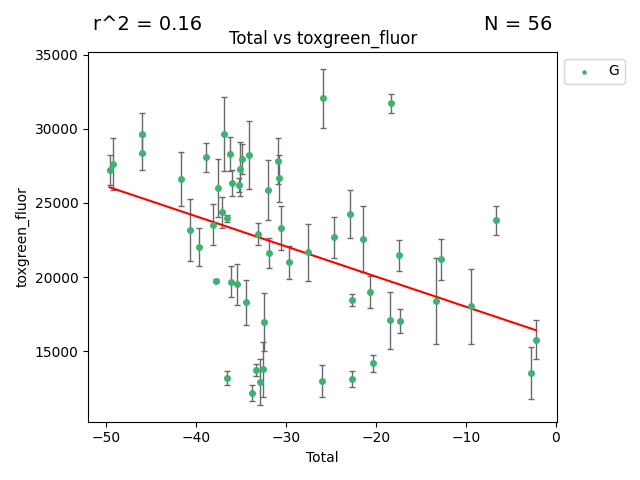 r^2 = 0.16
N = 56
Total vs toxgreen_fluor
G
35000
30000
25000
20000
15000
toxgreen_fluor
−50
−40
−30
−20
−10
0
Total